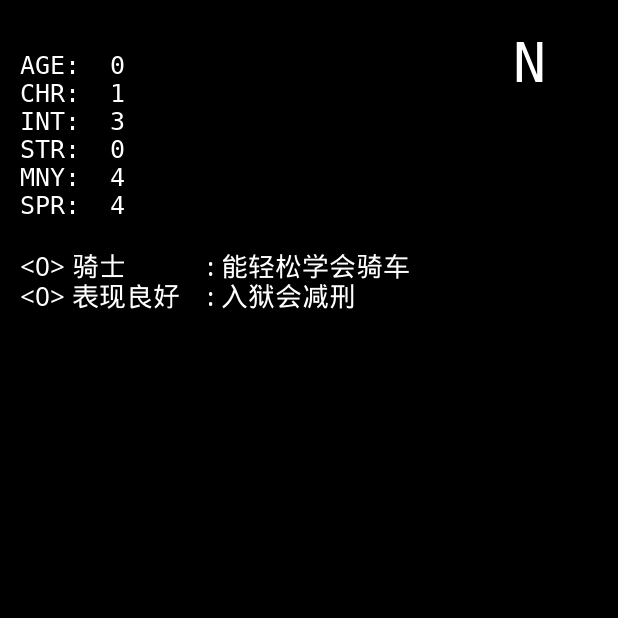 N
AGE: 0
CHR: 1
INT: 3
STR: 0
MNY: 4
SPR: 4
<O> 骑士 :能轻松学会骑车
<O> 表现良好 :入狱会减刑